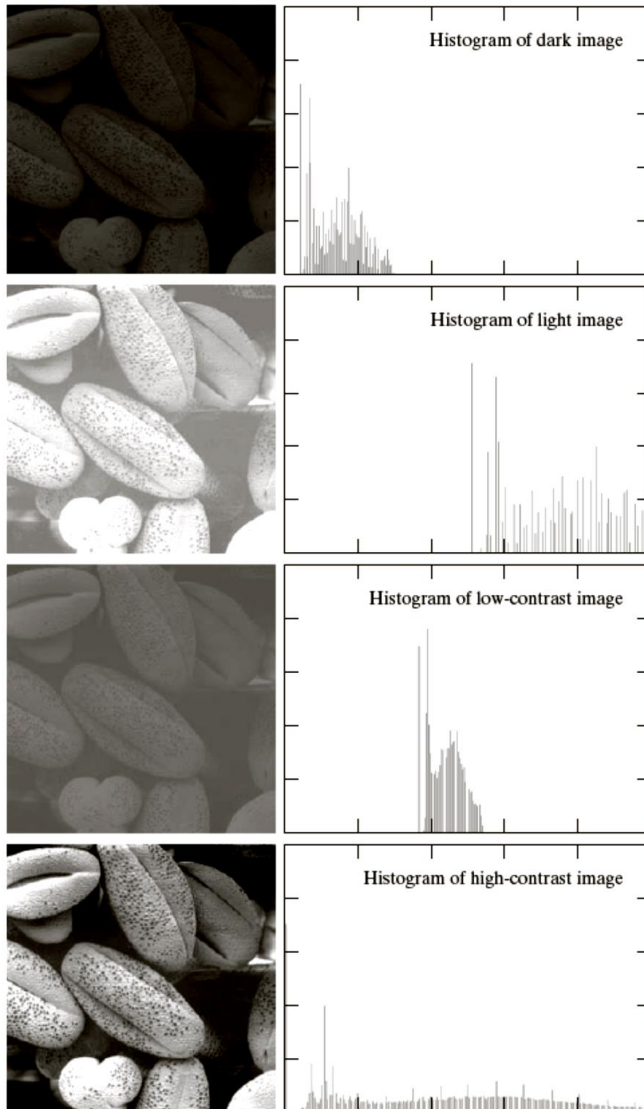 Histogram of dark image
Histogram of light image
Histogram of low-contrast image
Histogram of high-contrast image